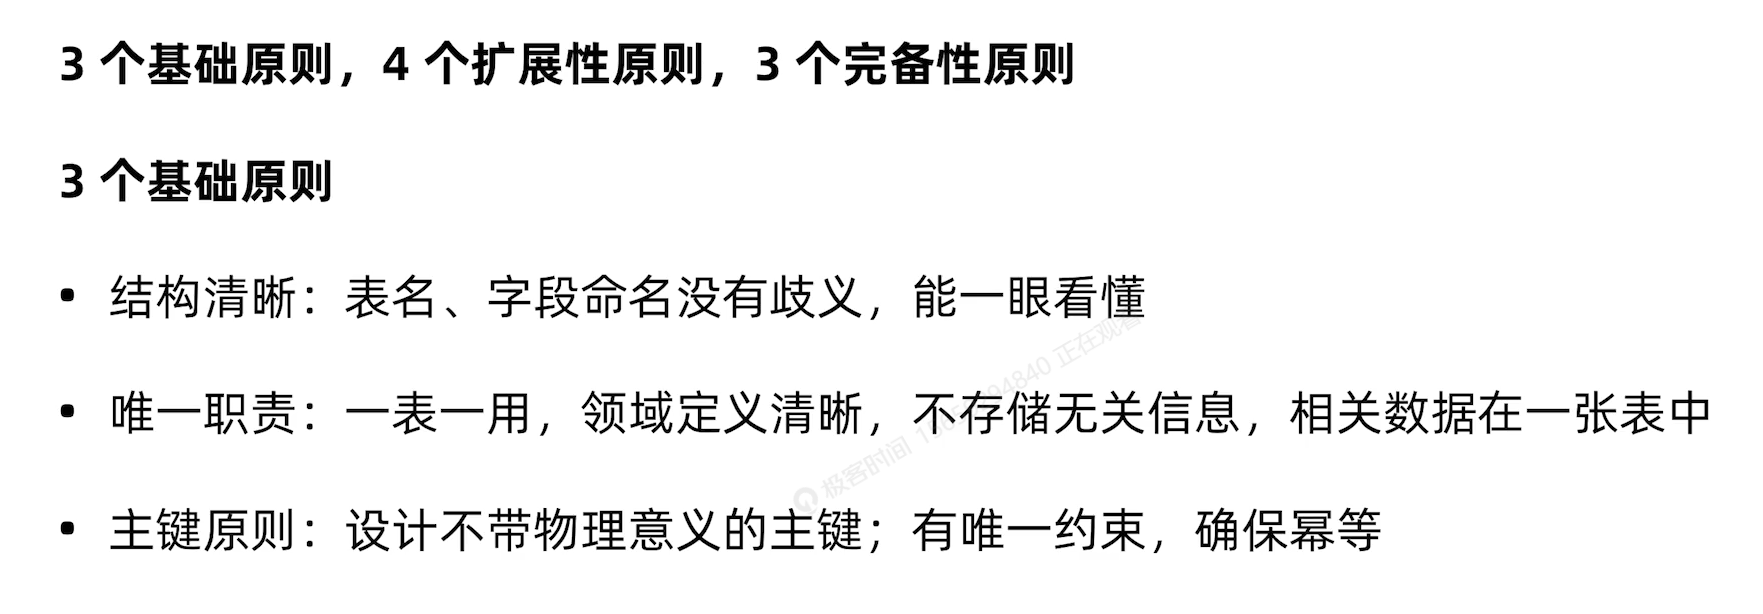 3 个基础原则，4 个扩展性原则，3 个完备性原则
3 个基础原则
• 结构清晰：表名、字段命名没有歧义，能一眼看懂
• 唯一职责：一表一用，领域定义清晰，不存储无关信息，相关数据在一张表中
• 主键原则：设计不带物理意义的主键；有唯一约束，确保幂等
极客时间
正在观看